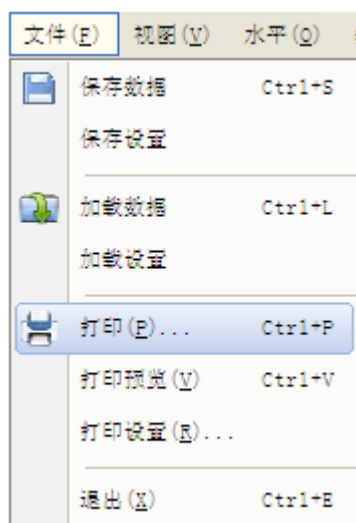 文件(F) 视图(V) 水平(O)
保存数据 Ctrl+S
保存设置
加载数据 Ctrl+L
加载设置
打印(P)... Ctrl+P
打印预览(V) Ctrl+V
打印设置(R)...
退出(X) Ctrl+E